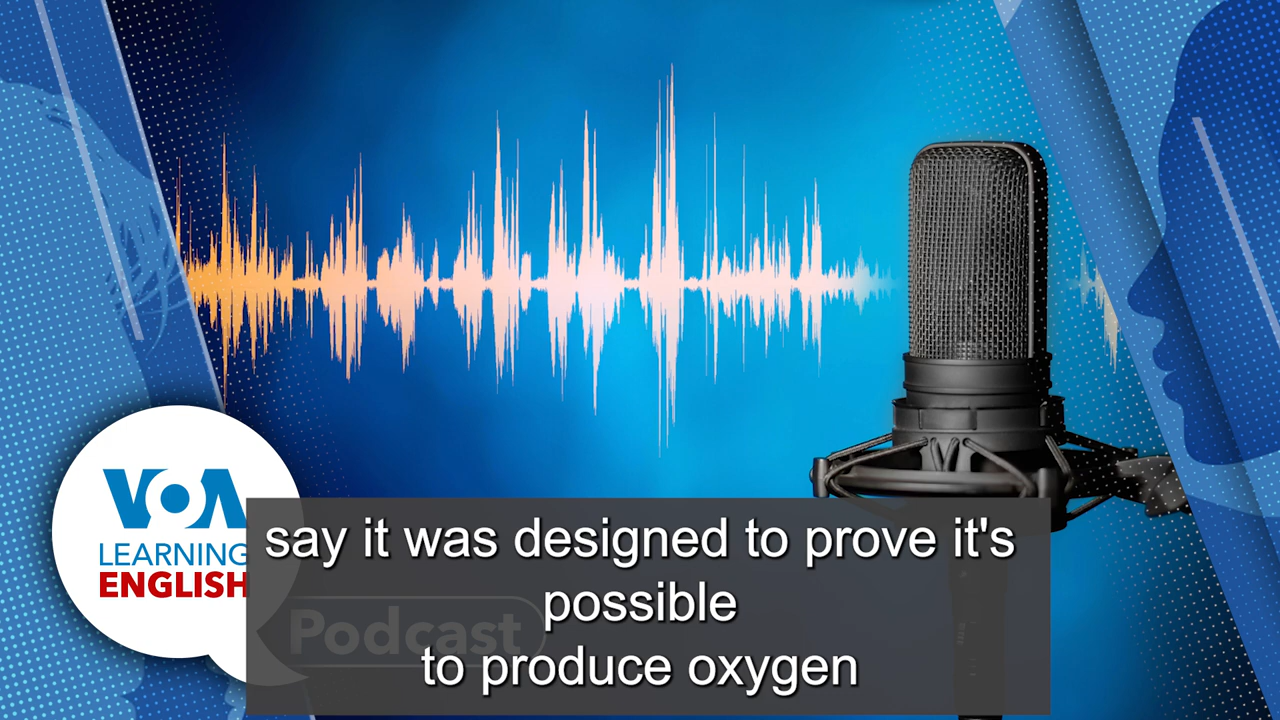 VOA
LEARNING
ENGLISH
Podcast
say it was designed to prove it's
possible
to produce oxygen